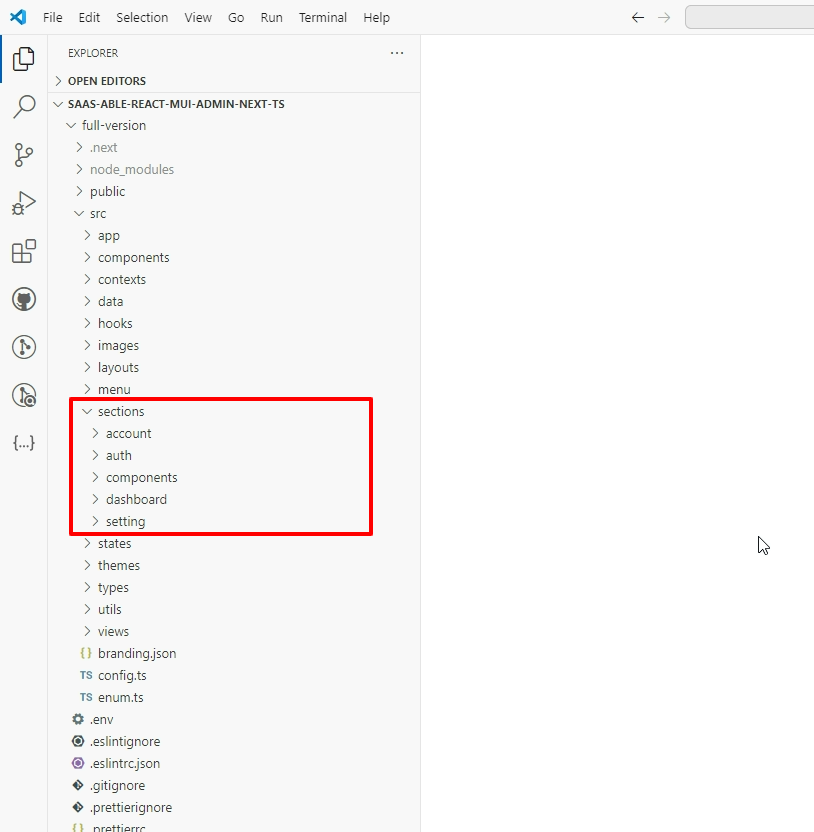 File Edit Selection View Go Run Terminal Help
EXPLORER
OPEN EDITORS
SAAS-ABLE-REACT-MUI-ADMIN-NEXT-TS
full-version
.next
node_modules
public
src
app
components
contexts
data
hooks
images
layouts
menu
sections
account
auth
components
dashboard
setting
states
themes
types
utils
views
{} branding.json
TS config.ts
TS enum.ts
.env
.eslintignore
.eslintrc.json
.gitignore
.prettierignore
{} .prettierrc